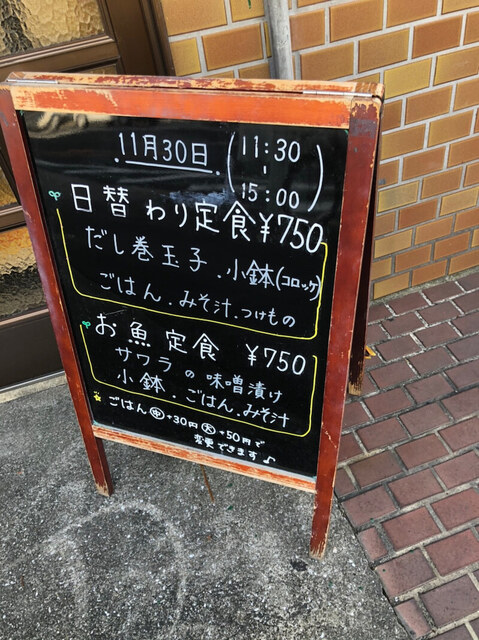 11月30日 (11:30
-
15:00)
日替わり定食¥750
だし巻玉子.小鉢(コロッケ)
ごはん.みそ汁.つけもの
お魚定食 ¥750
サワラの味噌漬け
小鉢.ごはん.みそ汁
ごはん㊥+30円 大+50円で
変更できます♪